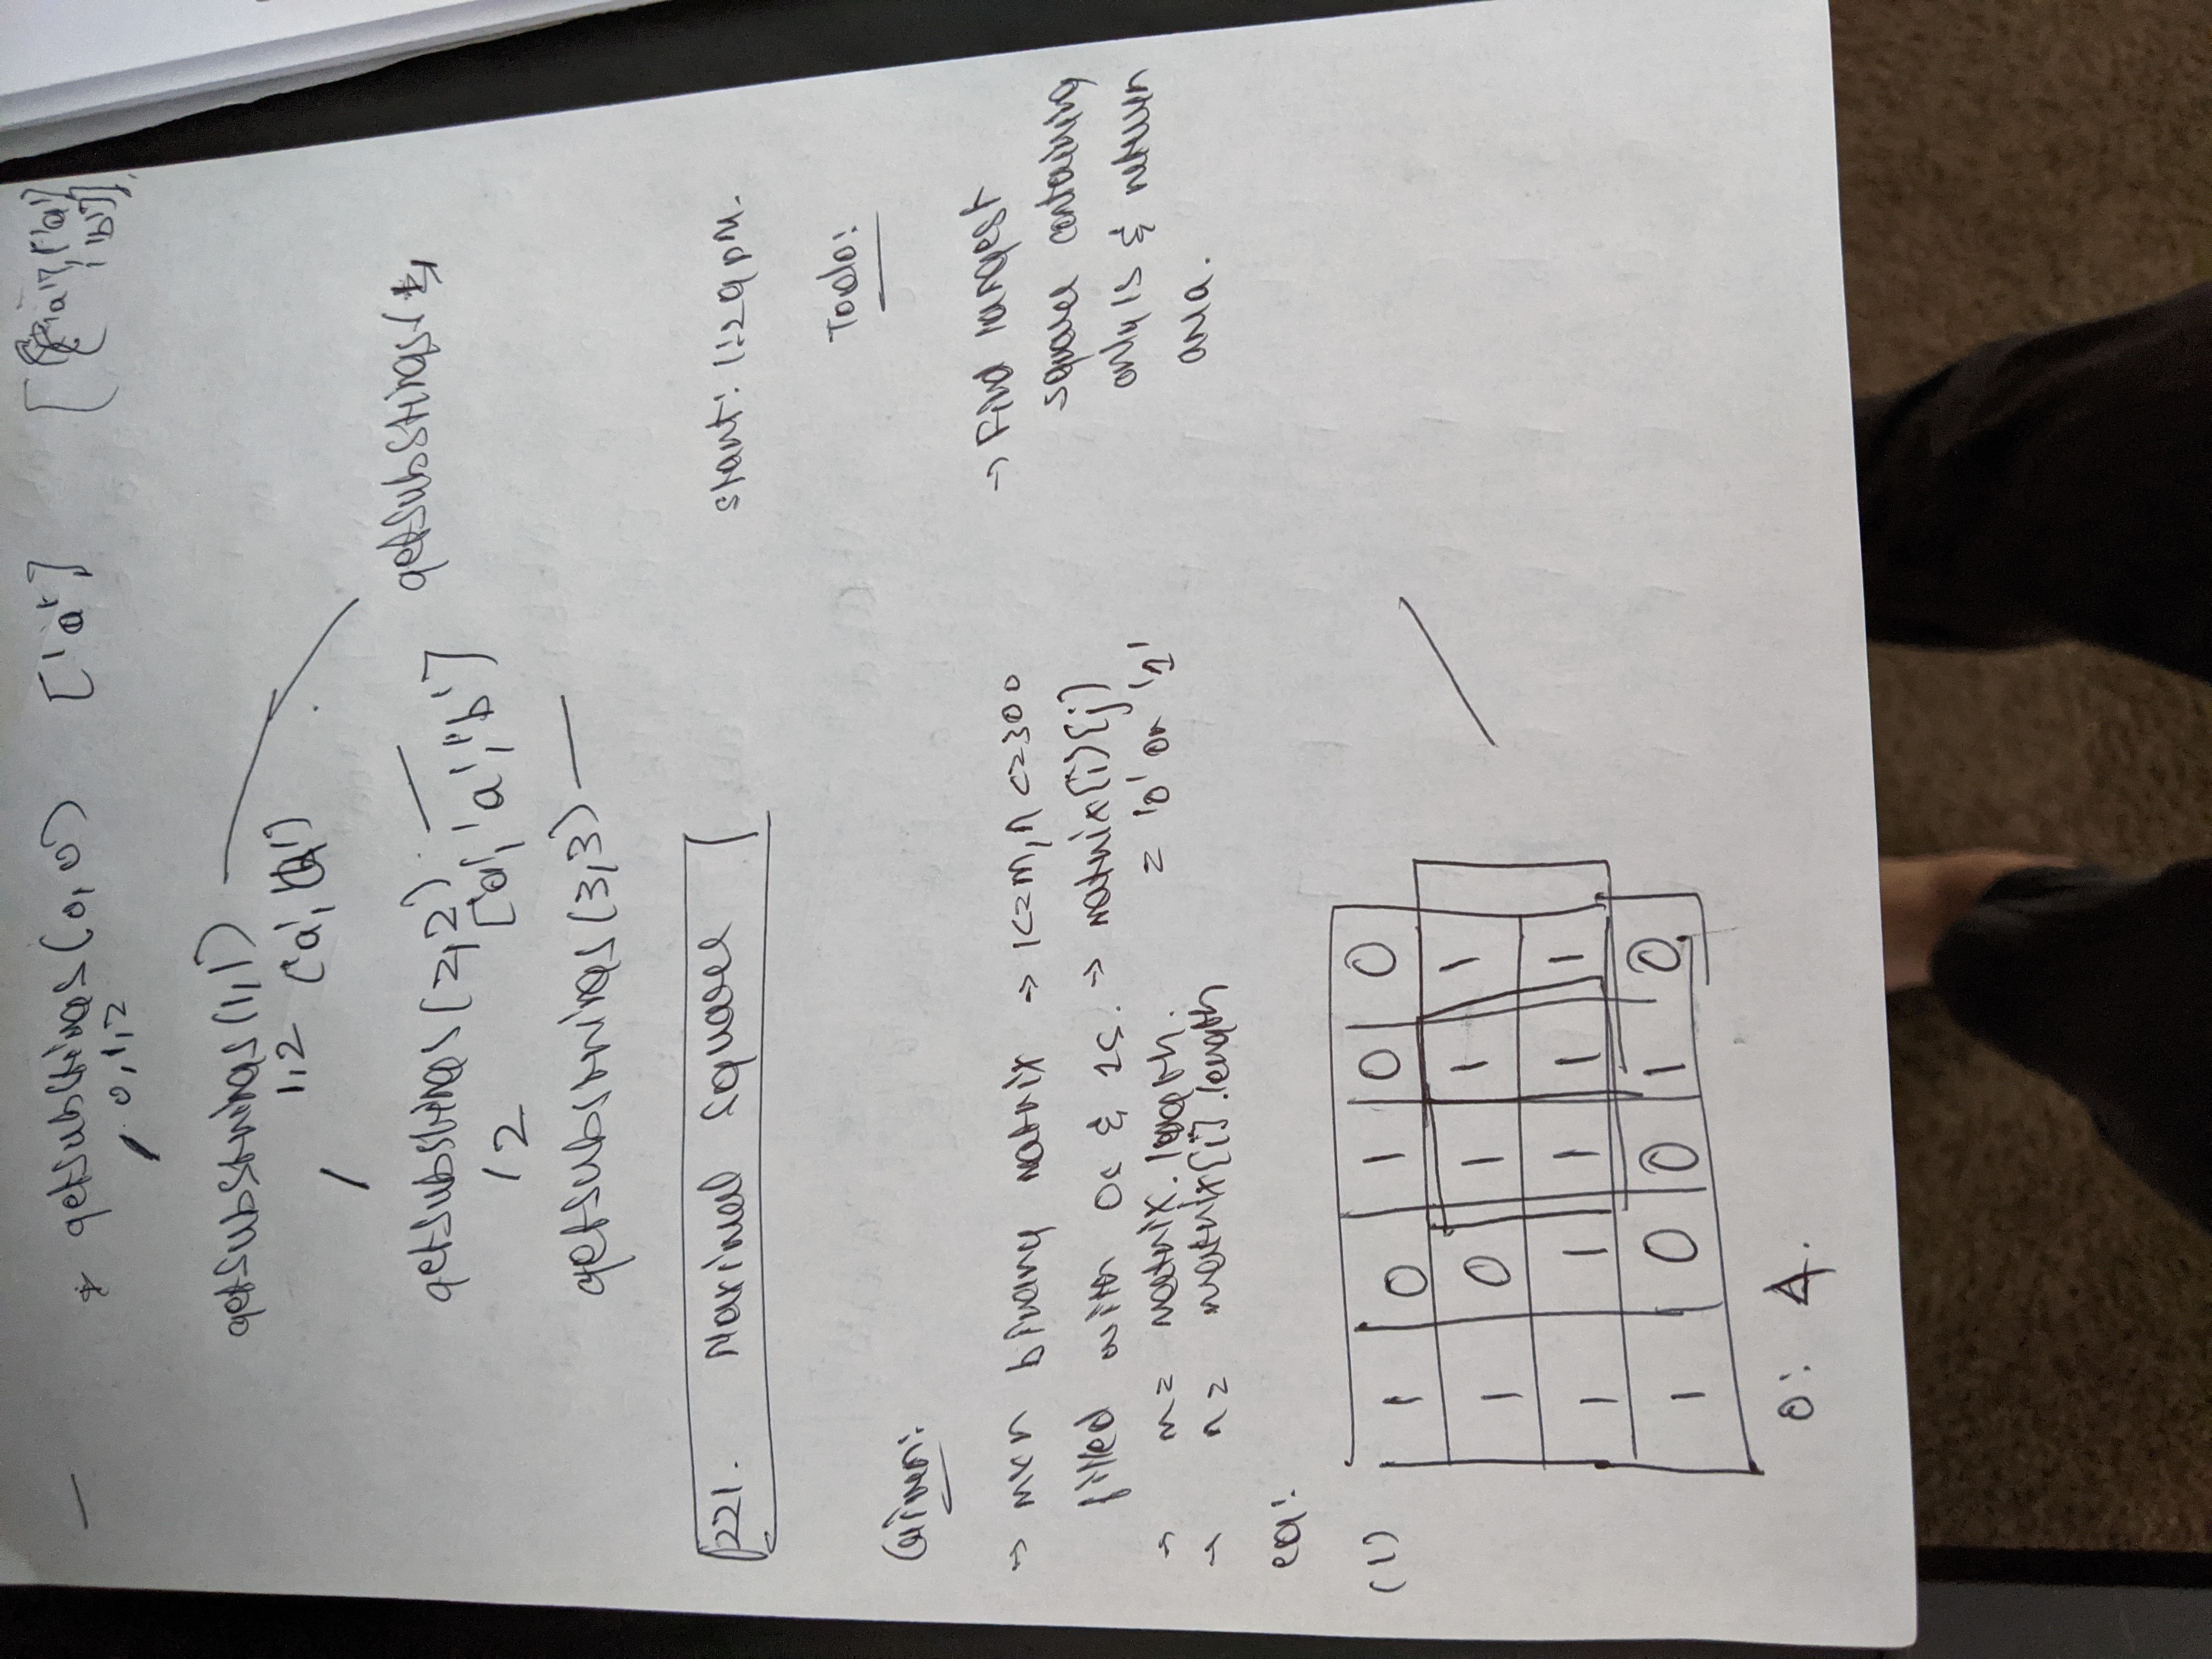 * getsubstrings(0,0) ['a']
0,1,2
getsubstrings(1,1)
1,2 ['a',
getsubstrings(2,2) getsubstrings(
2 ['a', 'a', 'b']
getsubstrings(3,3)
221. Maximal Square
start: 1:29 pm.
Todo:
Given:
→ mxn binary matrix → 1<=m,n<=300
filled with 0s & 1s. → matrix[i][j]
= '0' or '1'
→ m = matrix.length.
→ n = matrix[i].length
→ Find largest
square containing
only 1s & return
area.
eg:
(1)
1 0 1 0 0
1 0 1 1 1
1 1 1 1 1
1 0 0 1 0
O: 4.